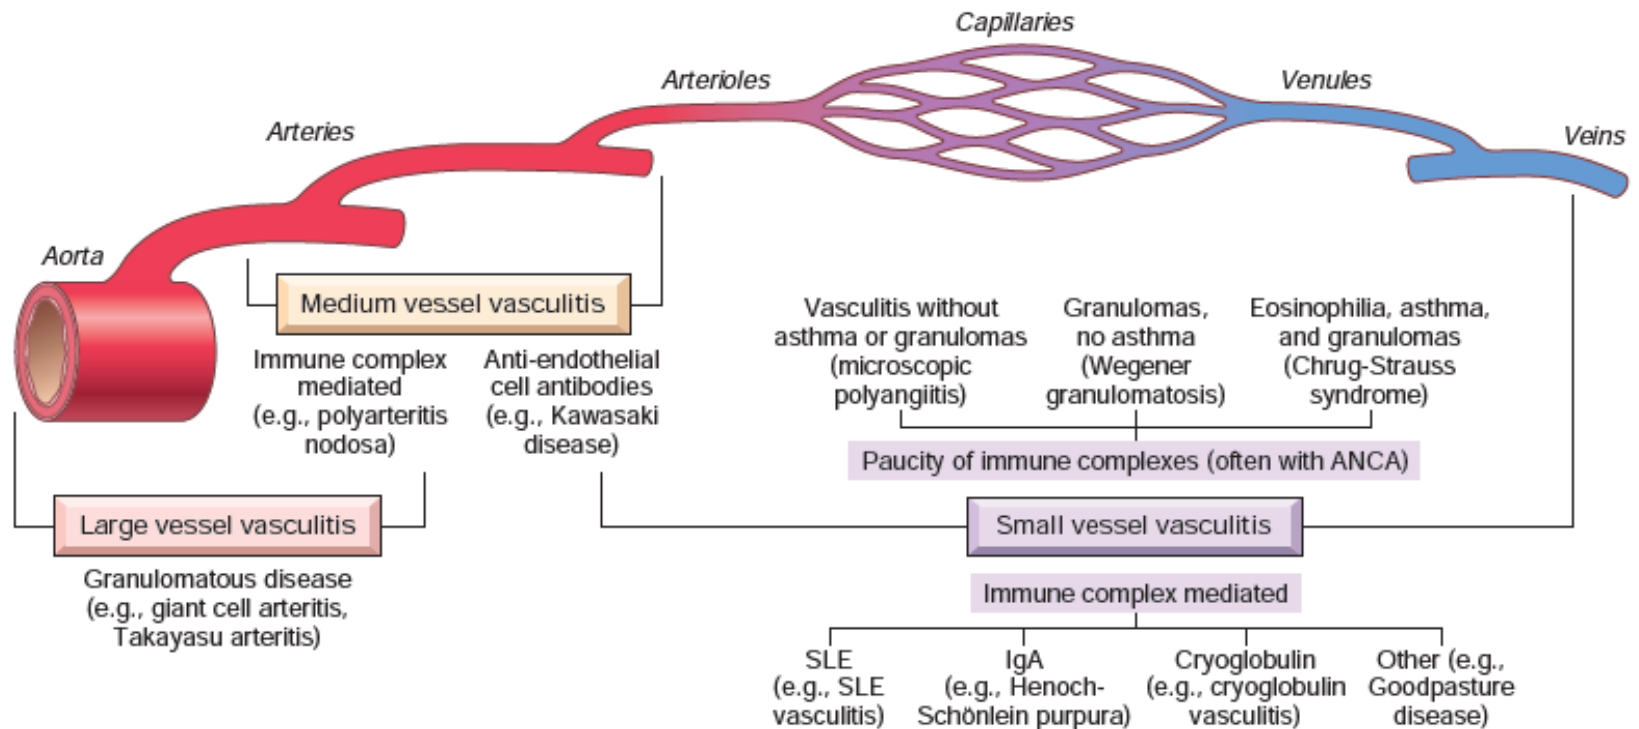 Capillaries
Arterioles
Venules
Arteries
Veins
Aorta
Medium vessel vasculitis
Immune complex
mediated
(e.g., polyarteritis
nodosa)
Anti-endothelial
cell antibodies
(e.g., Kawasaki
disease)
Vasculitis without
asthma or granulomas
(microscopic
polyangiitis)
Granulomas,
no asthma
(Wegener
granulomatosis)
Eosinophilia, asthma,
and granulomas
(Chrug-Strauss
syndrome)
Paucity of immune complexes (often with ANCA)
Large vessel vasculitis
Granulomatous disease
(e.g., giant cell arteritis,
Takayasu arteritis)
Small vessel vasculitis
Immune complex mediated
SLE
(e.g., SLE
vasculitis)
IgA
(e.g., Henoch-
Schönlein purpura)
Cryoglobulin
(e.g., cryoglobulin
vasculitis)
Other (e.g.,
Goodpasture
disease)